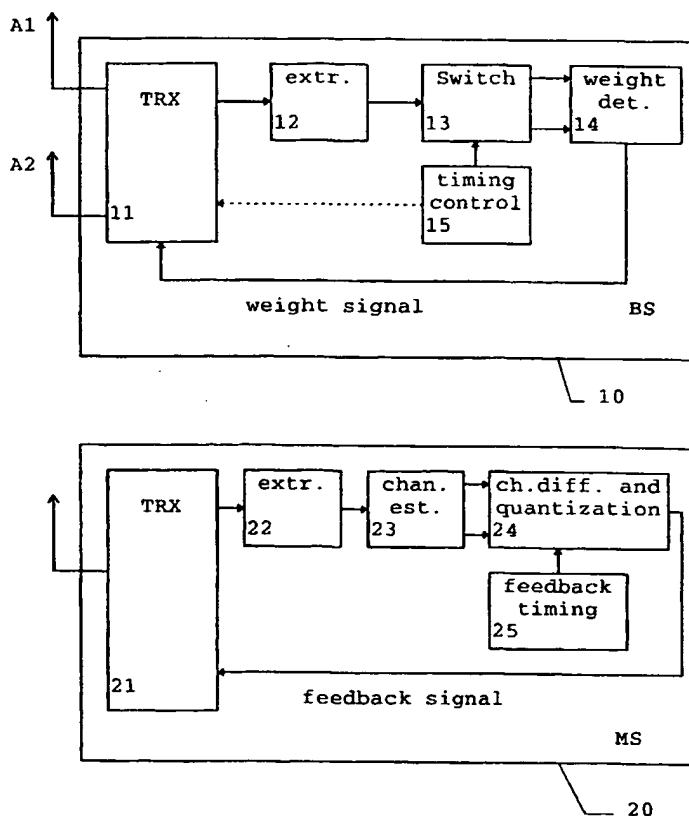 A1
TRX
extr.
12
Switch
13
weight
det.
14
A2
11
timing
control
15
weight signal
BS
10
TRX
extr.
22
chan.
est.
23
ch.diff. and
quantization
24
feedback
timing
25
21
feedback signal
MS
20